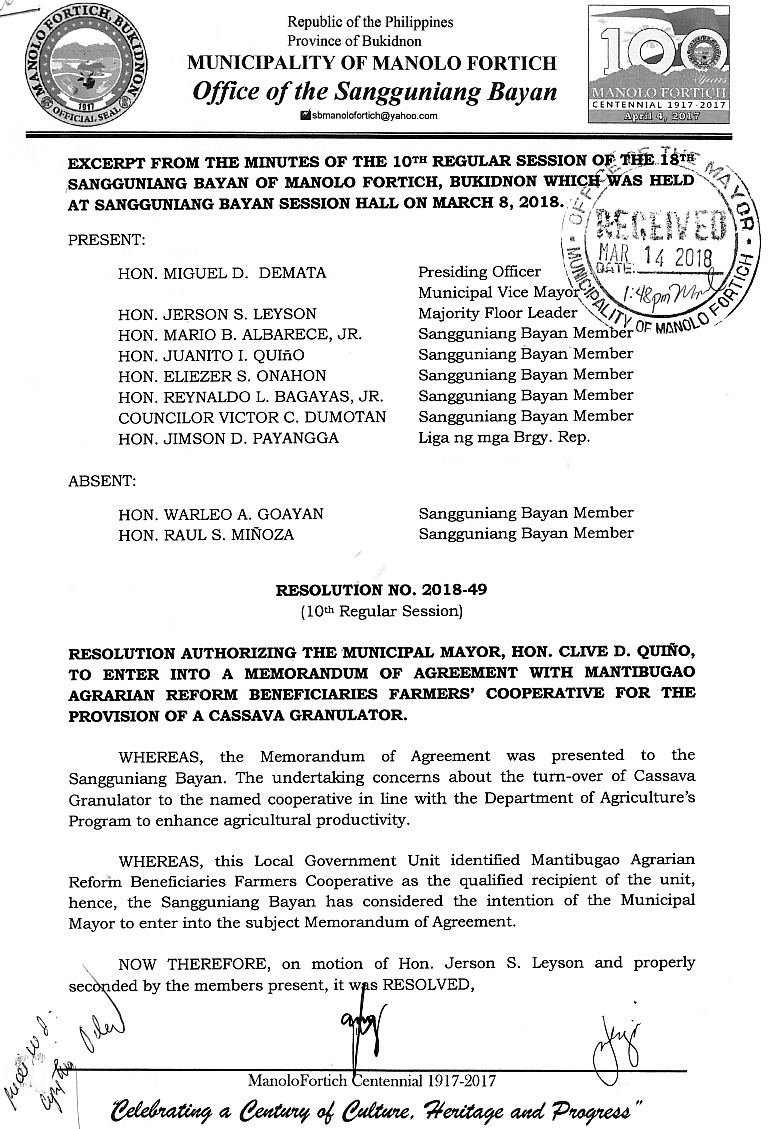 MANOLO FORTICH, BUKIDNON
1917
OFFICIAL SEAL
Republic of the Philippines
Province of Bukidnon
MUNICIPALITY OF MANOLO FORTICH
Office of the Sangguniang Bayan
sbmanolofortich@yahoo.com
100
Years
MANOLO FORTICH
CENTENNIAL 1917-2017
April 4, 2017
EXCERPT FROM THE MINUTES OF THE 10TH REGULAR SESSION OF THE 18TH
SANGGUNIANG BAYAN OF MANOLO FORTICH, BUKIDNON WHICH WAS HELD
AT SANGGUNIANG BAYAN SESSION HALL ON MARCH 8, 2018.
OFFICE OF THE MAYOR
RECEIVED
MAR 14 2018
DATE:
1:48pm
MUNICIPALITY OF MANOLO FORTICH
PRESENT:
HON. MIGUEL D. DEMATA Presiding Officer
Municipal Vice Mayor
HON. JERSON S. LEYSON Majority Floor Leader
HON. MARIO B. ALBARECE, JR. Sangguniang Bayan Member
HON. JUANITO I. QUIñO Sangguniang Bayan Member
HON. ELIEZER S. ONAHON Sangguniang Bayan Member
HON. REYNALDO L. BAGAYAS, JR. Sangguniang Bayan Member
COUNCILOR VICTOR C. DUMOTAN Sangguniang Bayan Member
HON. JIMSON D. PAYANGGA Liga ng mga Brgy. Rep.
ABSENT:
HON. WARLEO A. GOAYAN Sangguniang Bayan Member
HON. RAUL S. MIÑOZA Sangguniang Bayan Member
RESOLUTION NO. 2018-49
(10th Regular Session)
RESOLUTION AUTHORIZING THE MUNICIPAL MAYOR, HON. CLIVE D. QUIÑO,
TO ENTER INTO A MEMORANDUM OF AGREEMENT WITH MANTIBUGAO
AGRARIAN REFORM BENEFICIARIES FARMERS' COOPERATIVE FOR THE
PROVISION OF A CASSAVA GRANULATOR.
WHEREAS, the Memorandum of Agreement was presented to the
Sangguniang Bayan. The undertaking concerns about the turn-over of Cassava
Granulator to the named cooperative in line with the Department of Agriculture's
Program to enhance agricultural productivity.
WHEREAS, this Local Government Unit identified Mantibugao Agrarian
Reform Beneficiaries Farmers Cooperative as the qualified recipient of the unit,
hence, the Sangguniang Bayan has considered the intention of the Municipal
Mayor to enter into the subject Memorandum of Agreement.
NOW THEREFORE, on motion of Hon. Jerson S. Leyson and properly
seconded by the members present, it was RESOLVED,
ManoloFortich Centennial 1917-2017
"Celebrating a Century of Culture, Heritage and Progress"